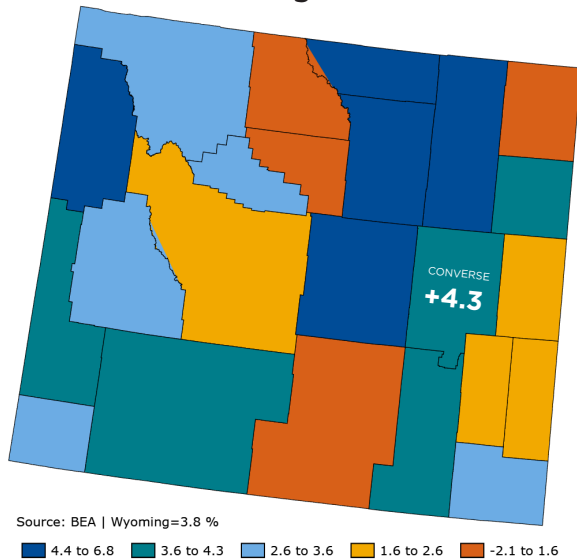 CONVERSE
+4.3
Source: BEA | Wyoming=3.8 %
4.4 to 6.8 3.6 to 4.3 2.6 to 3.6 1.6 to 2.6 -2.1 to 1.6